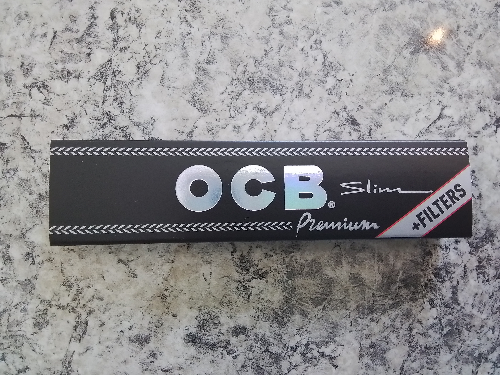 OCB® Slim
Premium
+FILTERS